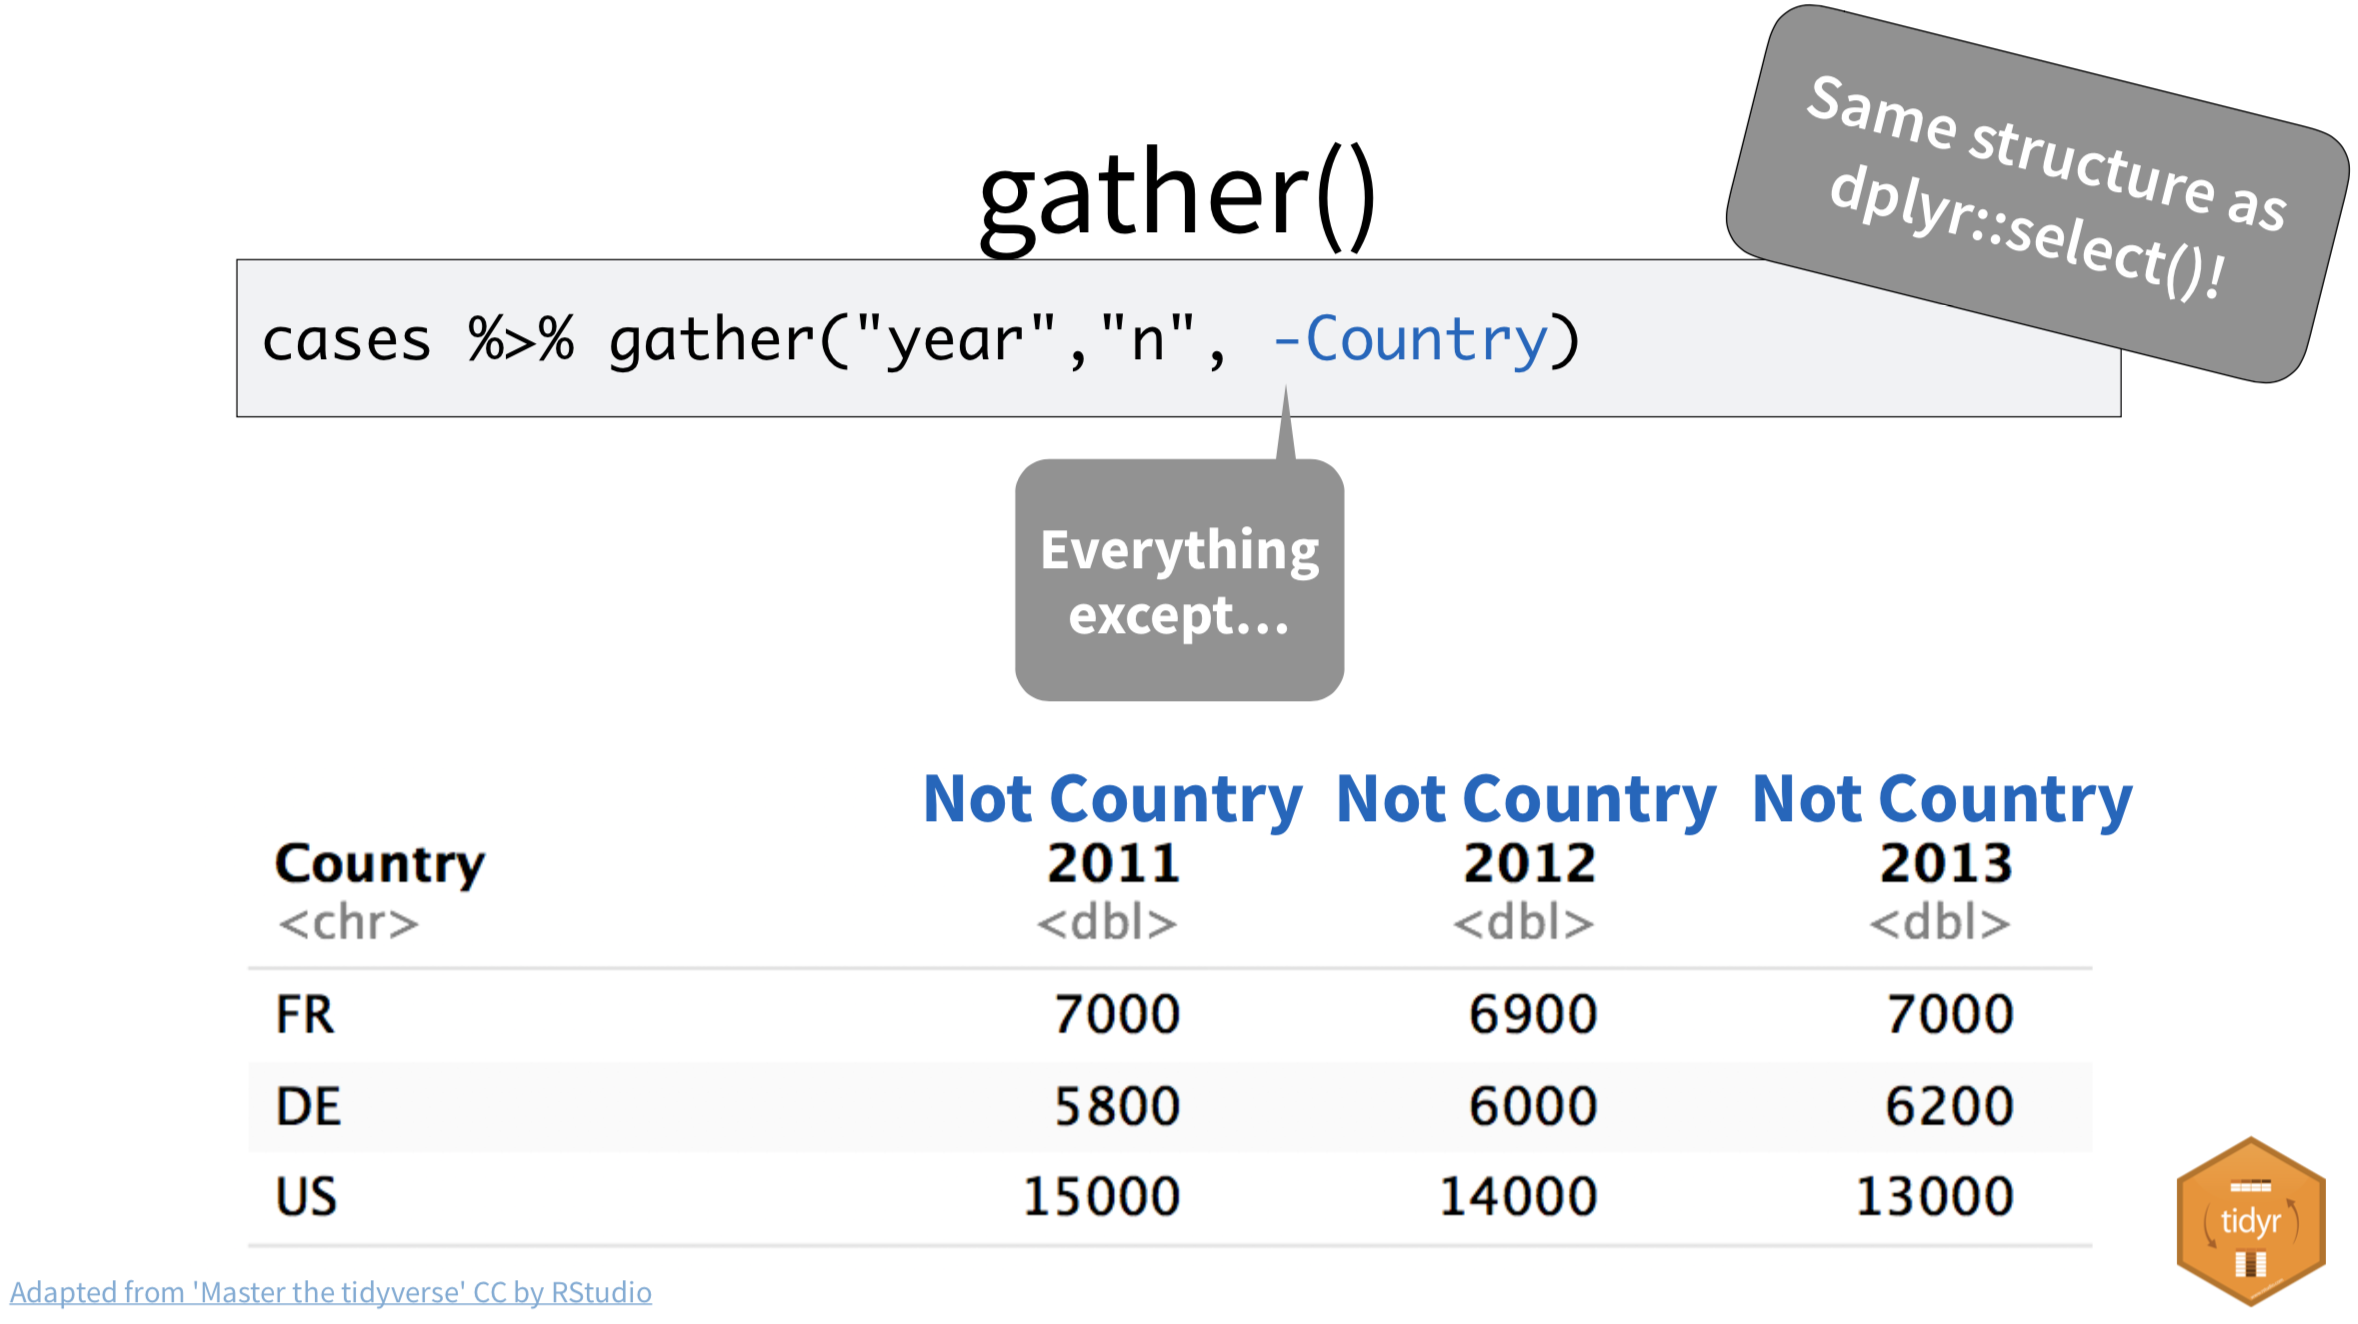 Same structure as
dplyr::select()!
gather()
cases %>% gather("year","n", -Country)
Everything
except...
Not Country Not Country Not Country
Country 2011 2012 2013
<chr> <dbl> <dbl> <dbl>
FR 7000 6900 7000
DE 5800 6000 6200
US 15000 14000 13000
tidyr
Adapted from 'Master the tidyverse' CC by RStudio